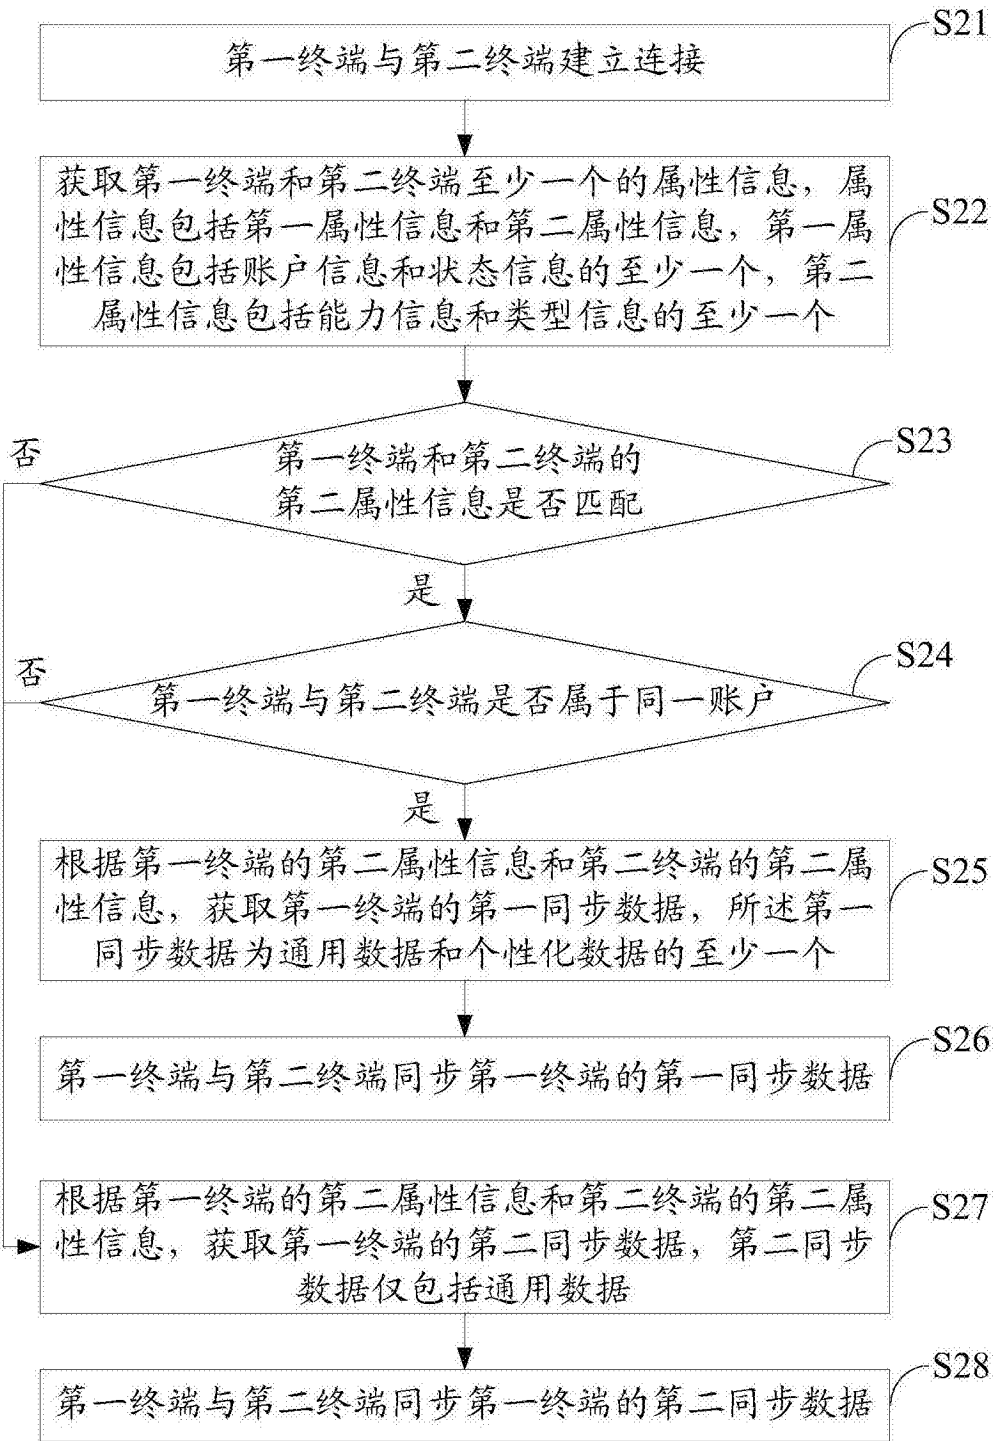 S21
第一终端与第二终端建立连接
获取第一终端和第二终端至少一个的属性信息，属
性信息包括第一属性信息和第二属性信息，第一属
性信息包括账户信息和状态信息的至少一个，第二
属性信息包括能力信息和类型信息的至少一个
S22
S23
否
第一终端和第二终端的
第二属性信息是否匹配
是
S24
否
第一终端与第二终端是否属于同一账户
是
根据第一终端的第二属性信息和第二终端的第二属
性信息，获取第一终端的第一同步数据，所述第一
同步数据为通用数据和个性化数据的至少一个
S25
S26
第一终端与第二终端同步第一终端的第一同步数据
根据第一终端的第二属性信息和第二终端的第二属
性信息，获取第一终端的第二同步数据，第二同步
数据仅包括通用数据
S27
S28
第一终端与第二终端同步第一终端的第二同步数据